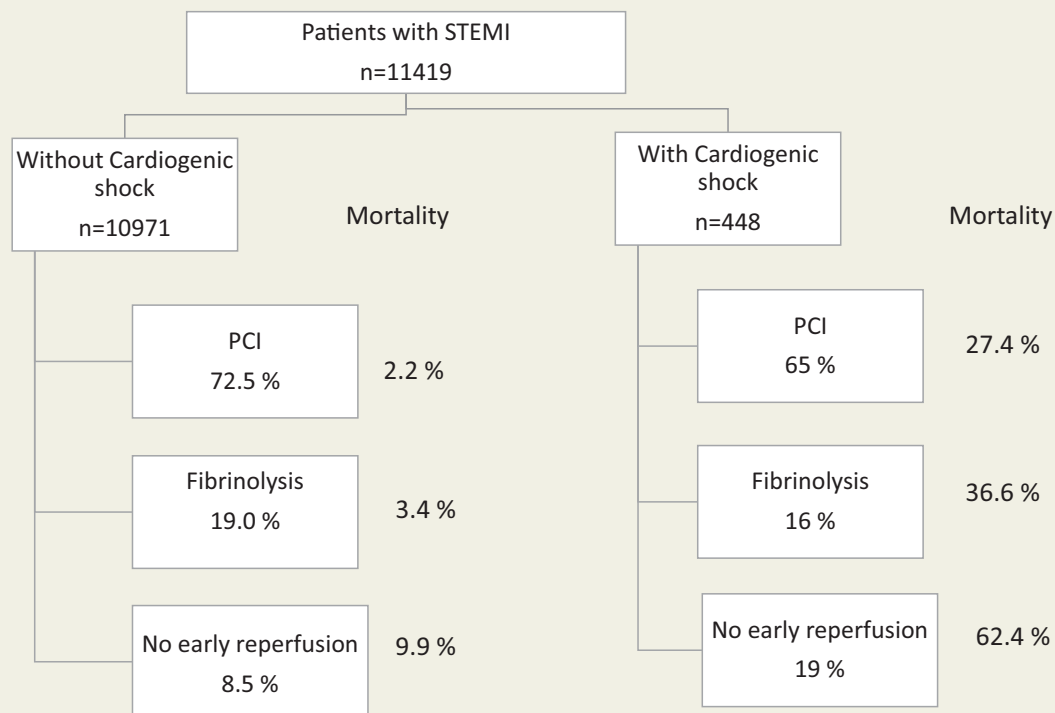 Patients with STEMI
n=11419
Without Cardiogenic
shock
n=10971
Mortality
PCI
72.5 %
2.2 %
Fibrinolysis
19.0 %
3.4 %
No early reperfusion
8.5 %
9.9 %
With Cardiogenic
shock
n=448
Mortality
PCI
65 %
27.4 %
Fibrinolysis
16 %
36.6 %
No early reperfusion
19 %
62.4 %